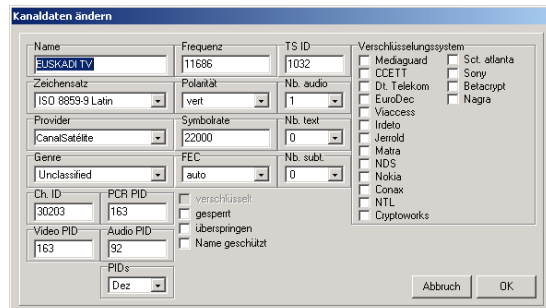 Kanaldaten ändern
Name
EUSKADI TV
Frequenz
11686
TS ID
1032
Zeichensatz
ISO 8859-9 Latin
Polarität
vert
Nb. audio
1
Provider
CanalSatélite
Symbolrate
22000
Nb. text
0
Genre
Unclassified
FEC
auto
Nb. subt.
0
Ch. ID
30203
PCR PID
163
Video PID
163
Audio PID
92
PIDs
Dez
verschlüsselt
gesperrt
überspringen
Name geschützt
Verschlüsselungssystem
Mediaguard
CCETT
Dt. Telekom
EuroDec
Viaccess
Irdeto
Jerrold
Matra
NDS
Nokia
Conax
NTL
Cryptoworks
Sct. atlanta
Sony
Betacrypt
Nagra
Abbruch
OK